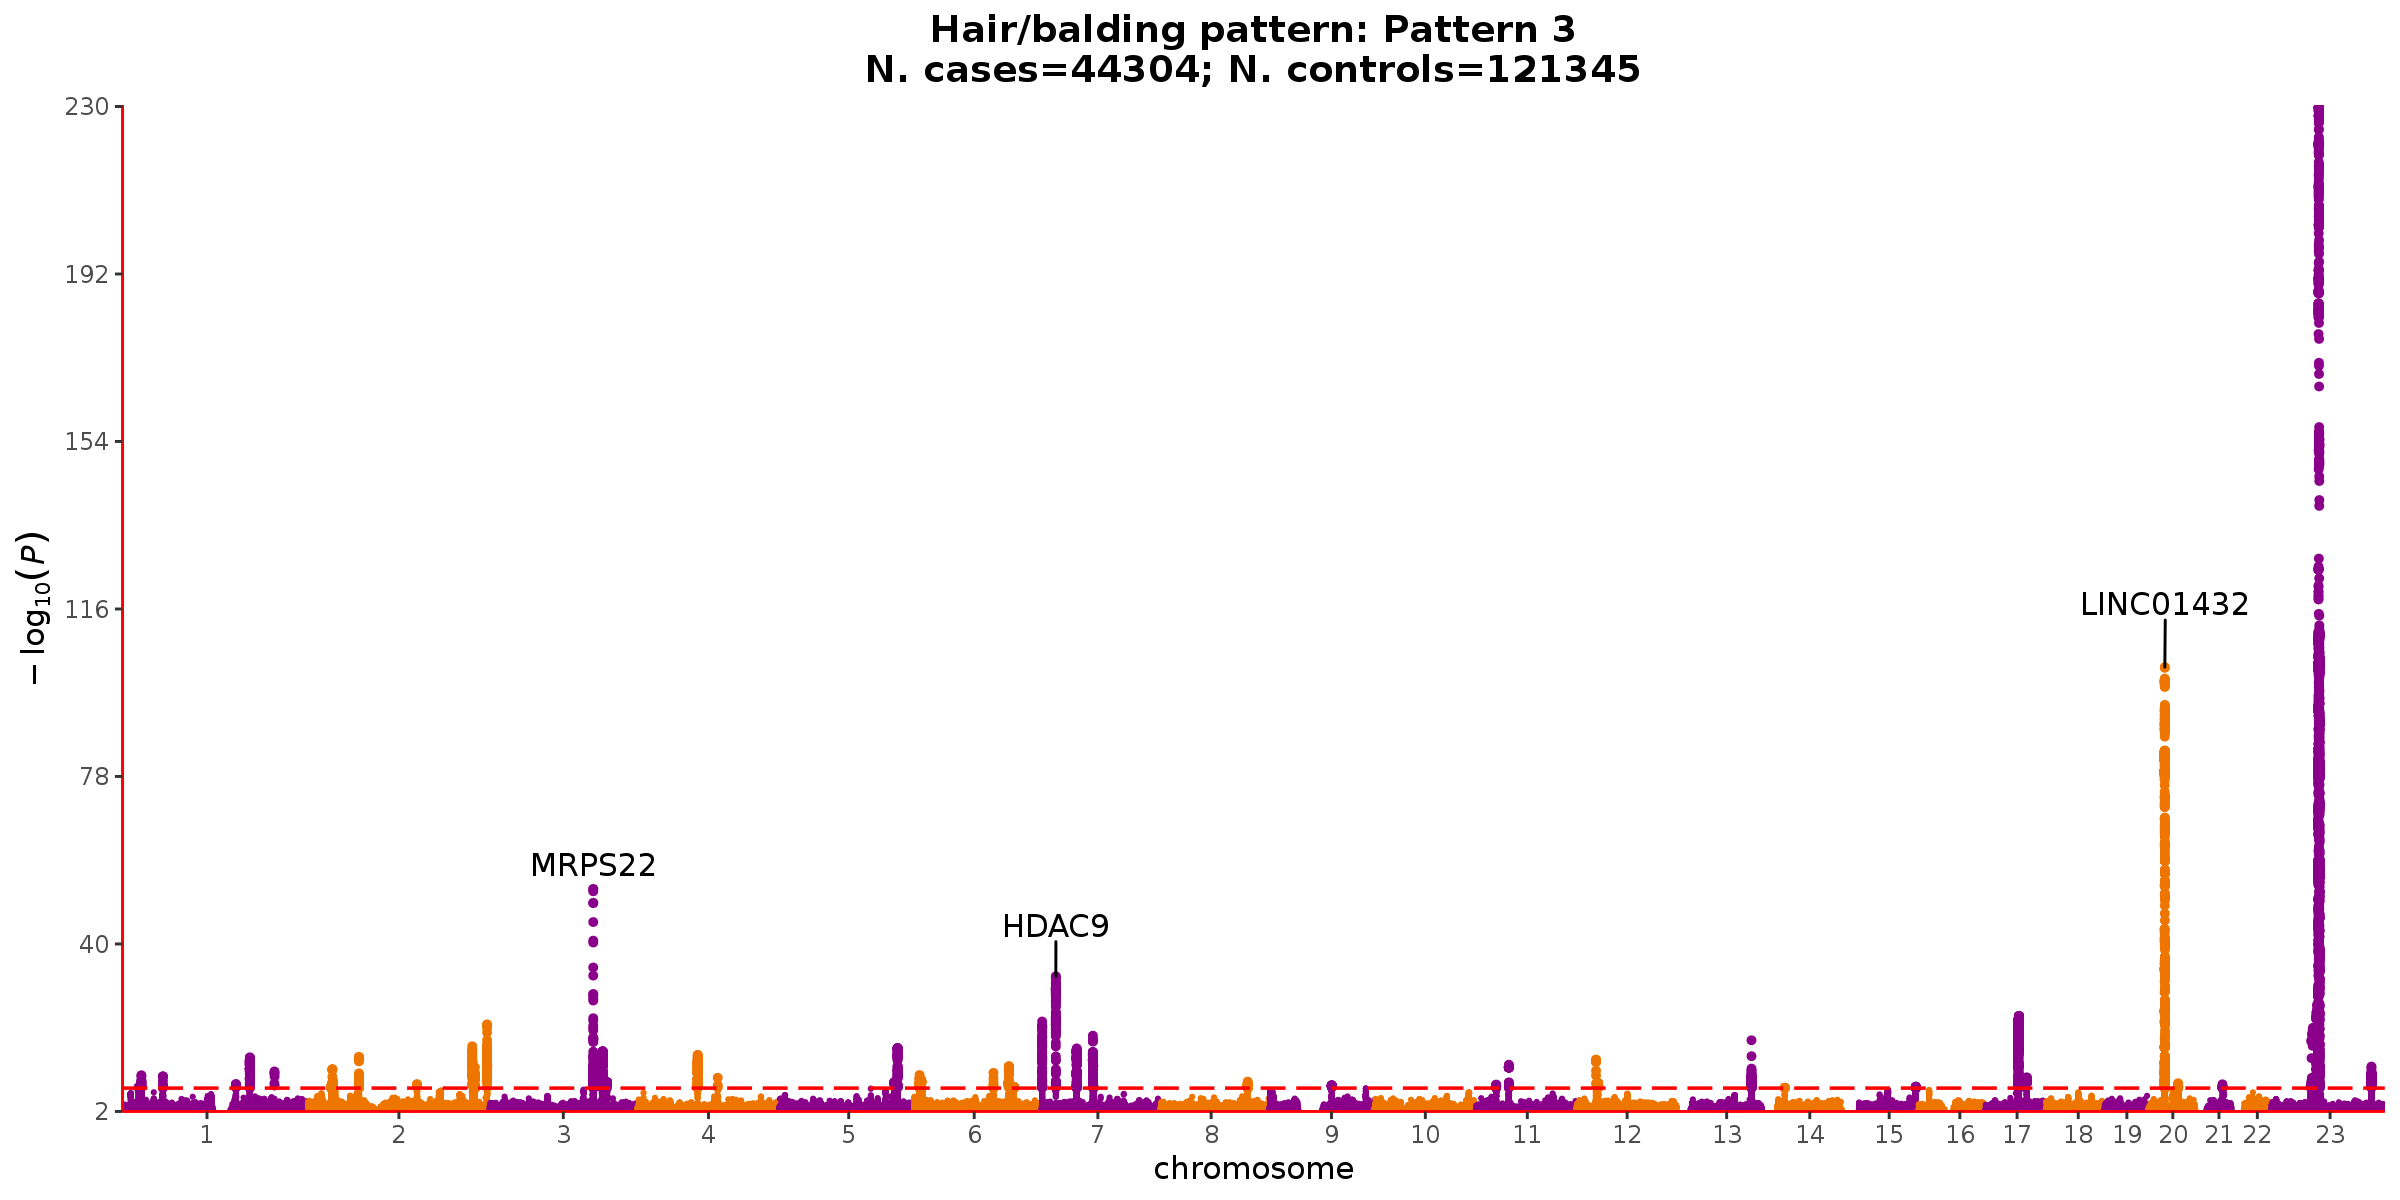 Hair/balding pattern: Pattern 3
N. cases=44304; N. controls=121345
230
192
154
116
78
40
2
−log₁₀(P)
MRPS22
HDAC9
LINC01432
1 2 3 4 5 6 7 8 9 10 11 12 13 14 15 16 17 18 19 20 21 22 23
chromosome